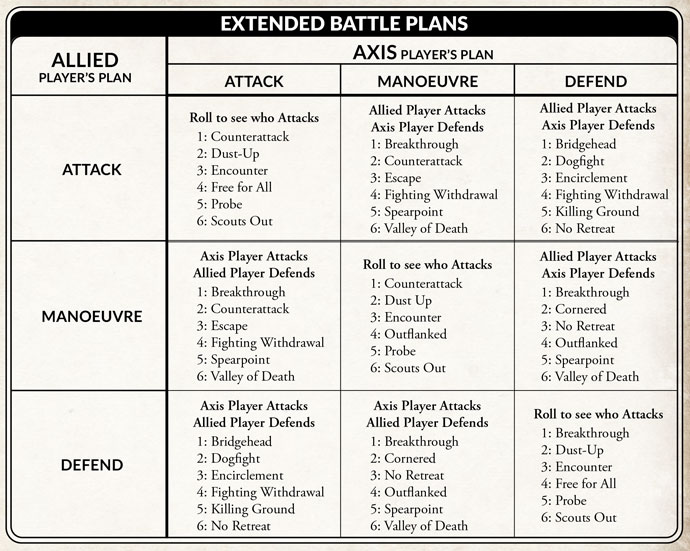 EXTENDED BATTLE PLANS
ALLIED
PLAYER'S PLAN
AXIS PLAYER'S PLAN
ATTACK
MANOEUVRE
DEFEND
ATTACK
Roll to see who Attacks
1: Counterattack
2: Dust-Up
3: Encounter
4: Free for All
5: Probe
6: Scouts Out
Allied Player Attacks
Axis Player Defends
1: Breakthrough
2: Counterattack
3: Escape
4: Fighting Withdrawal
5: Spearpoint
6: Valley of Death
Allied Player Attacks
Axis Player Defends
1: Bridgehead
2: Dogfight
3: Encirclement
4: Fighting Withdrawal
5: Killing Ground
6: No Retreat
MANOEUVRE
Axis Player Attacks
Allied Player Defends
1: Breakthrough
2: Counterattack
3: Escape
4: Fighting Withdrawal
5: Spearpoint
6: Valley of Death
Roll to see who Attacks
1: Counterattack
2: Dust Up
3: Encounter
4: Outflanked
5: Probe
6: Scouts Out
Allied Player Attacks
Axis Player Defends
1: Breakthrough
2: Cornered
3: No Retreat
4: Outflanked
5: Spearpoint
6: Valley of Death
DEFEND
Axis Player Attacks
Allied Player Defends
1: Bridgehead
2: Dogfight
3: Encirclement
4: Fighting Withdrawal
5: Killing Ground
6: No Retreat
Axis Player Attacks
Allied Player Defends
1: Breakthrough
2: Cornered
3: No Retreat
4: Outflanked
5: Spearpoint
6: Valley of Death
Roll to see who Attacks
1: Breakthrough
2: Dust-Up
3: Encounter
4: Free for All
5: Probe
6: Scouts Out